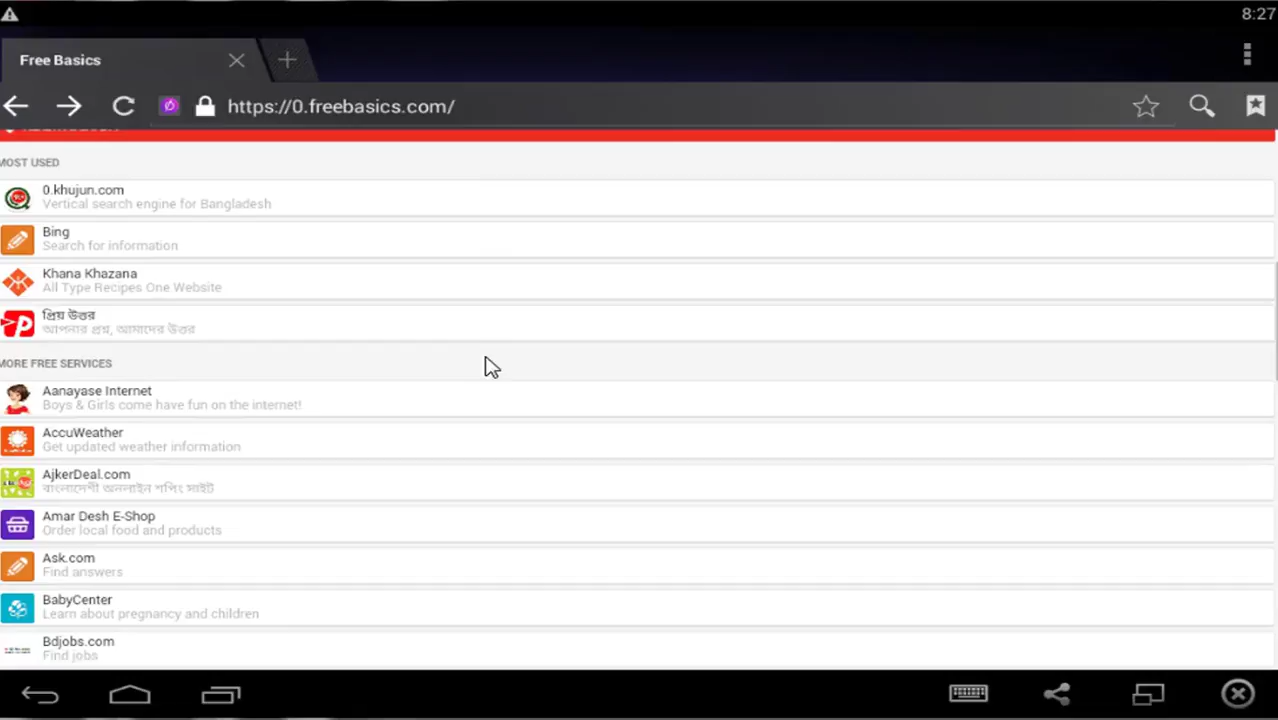 8:27
Free Basics
https://0.freebasics.com/
MOST USED
0.khujun.com
Vertical search engine for Bangladesh
Bing
Search for information
Khana Khazana
All Type Recipes One Website
প্রিয় উত্তর
আপনার প্রশ্ন, আমাদের উত্তর
MORE FREE SERVICES
Aanayase Internet
Boys & Girls come have fun on the internet!
AccuWeather
Get updated weather information
AjkerDeal.com
বাংলাদেশী অনলাইন শপিং সাইট
Amar Desh E-Shop
Order local food and products
Ask.com
Find answers
BabyCenter
Learn about pregnancy and children
Bdjobs.com
Find jobs